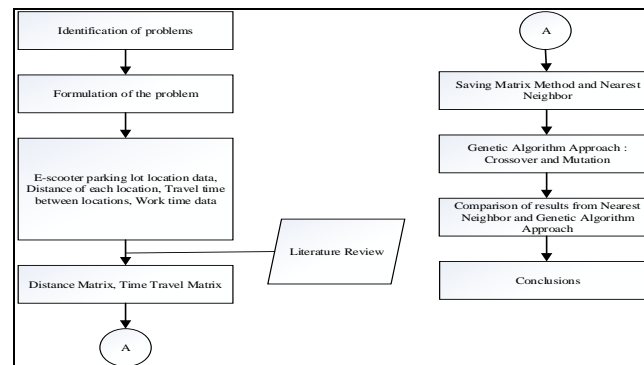 Identification of problems
Formulation of the problem
E-scooter parking lot location data,
Distance of each location, Travel time
between locations, Work time data
Literature Review
Distance Matrix, Time Travel Matrix
A
A
Saving Matrix Method and Nearest
Neighbor
Genetic Algorithm Approach :
Crossover and Mutation
Comparison of results from Nearest
Neighbor and Genetic Algorithm
Approach
Conclusions